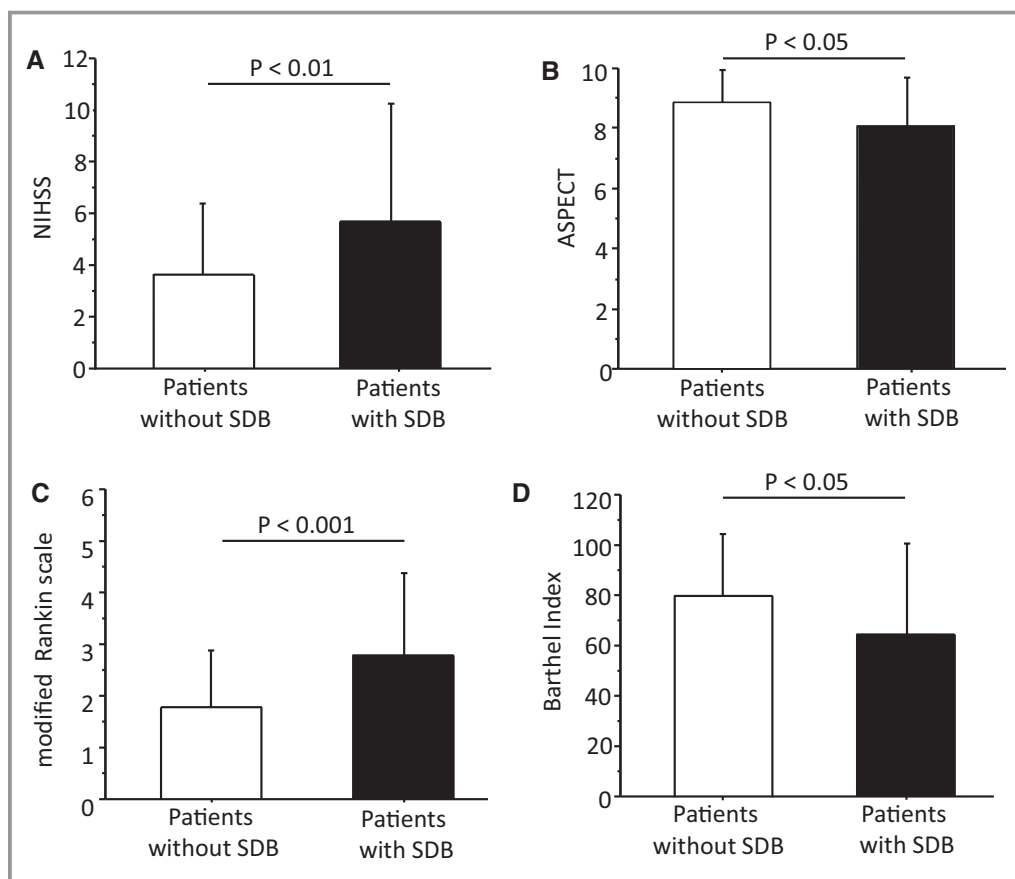 A
P < 0.01
NIHSS
12
10
8
6
4
2
0
Patients
without SDB
Patients
with SDB
B
P < 0.05
ASPECT
10
8
6
4
2
0
Patients
without SDB
Patients
with SDB
C
P < 0.001
modified Rankin scale
6
5
4
3
2
1
0
Patients
without SDB
Patients
with SDB
D
P < 0.05
Barthel Index
120
100
80
60
40
20
0
Patients
without SDB
Patients
with SDB